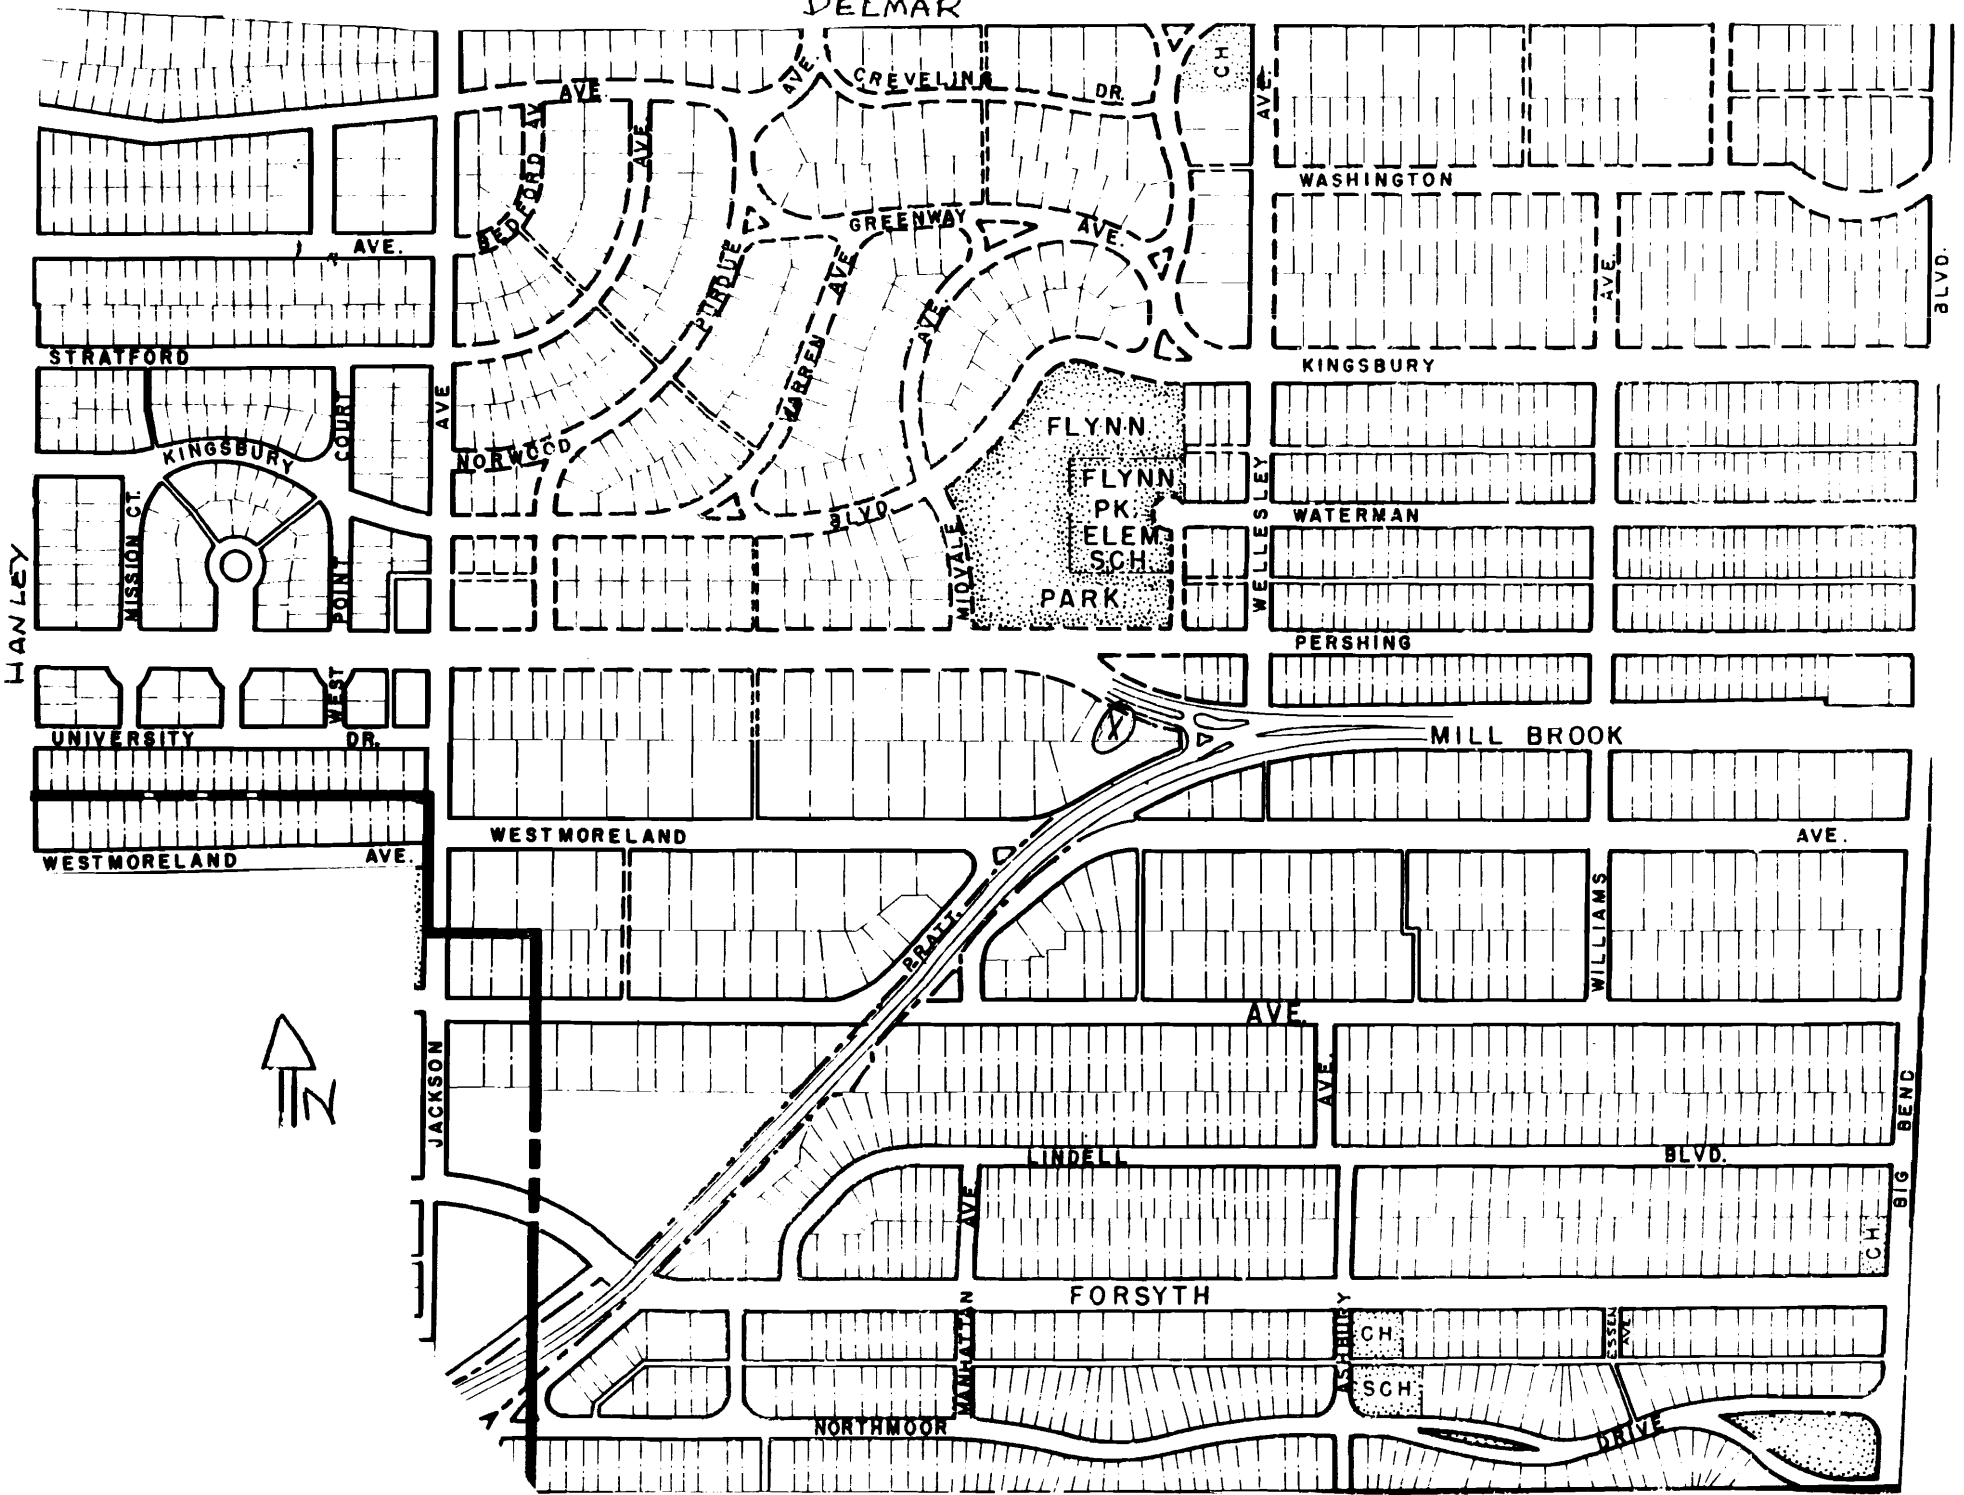 DELMAR
CH
AVE.
CREVELING
DR.
AVE.
AVE.
BEDFORD AV
AVE.
WASHINGTON
GREENWAY
AVE.
AVE.
PURDUE
AVE.
AVE.
AVE.
BLVD.
STRATFORD
KINGSBURY
WARREN
AVE
COURT
FLYNN
KINGSBURY
NORWOOD
FLYNN
PK.
ELEM.
SCH.
PARK
WELLESLEY
WATERMAN
BLVD.
MIDVALE
MISSION CT.
POINT
HANLEY
PERSHING
WEST
UNIVERSITY
DR.
X
MILL BROOK
WESTMORELAND
AVE.
WESTMORELAND
AVE.
WILLIAMS
PRATT.
AVE.
N
JACKSON
AVE.
BEND
LINDELL
BLVD.
BIG
AVE
CH
FORSYTH
MANHATTAN
ASHBURY
CH
ESSEN
AVE
SCH
NORTHMOOR
DRIVE